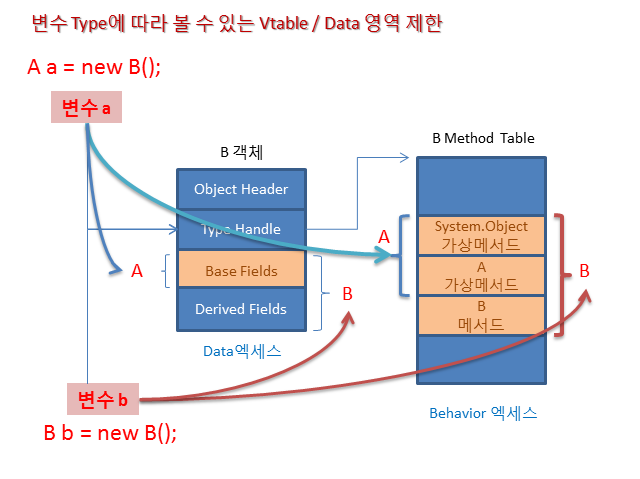 변수 Type에 따라 볼 수 있는 Vtable / Data 영역 제한
A a = new B();
변수 a
B 객체
Object Header
Type Handle
Base Fields
Derived Fields
A
B
Data엑세스
B Method Table
System.Object
가상메서드
A
가상메서드
B
메서드
A
B
Behavior 엑세스
변수 b
B b = new B();